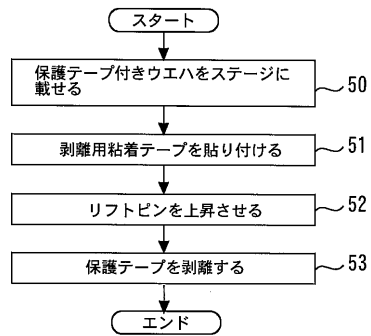 スタート
保護テープ付きウエハをステージに
載せる
50
剥離用粘着テープを貼り付ける
51
リフトピンを上昇させる
52
保護テープを剥離する
53
エンド